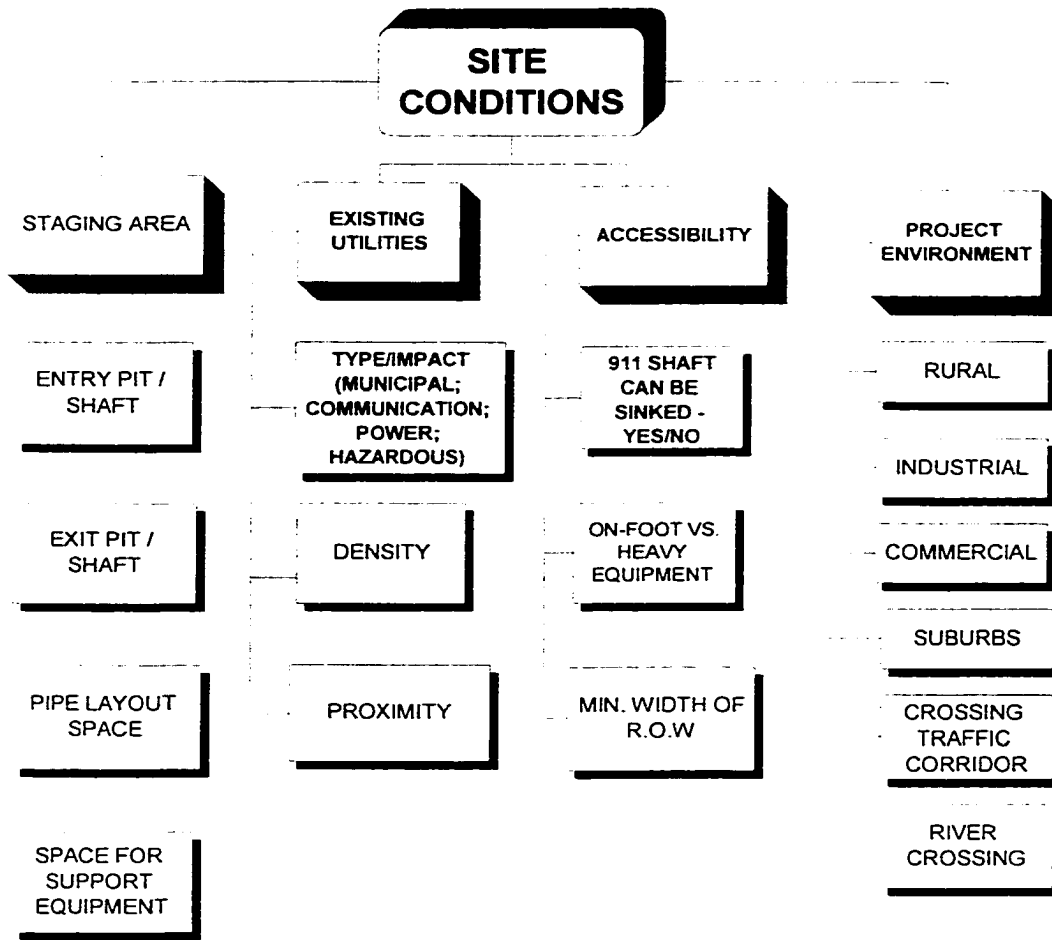 SITE
CONDITIONS
STAGING AREA
ENTRY PIT /
SHAFT
EXIT PIT /
SHAFT
PIPE LAYOUT
SPACE
SPACE FOR
SUPPORT
EQUIPMENT
EXISTING
UTILITIES
TYPE/IMPACT
(MUNICIPAL;
COMMUNICATION;
POWER;
HAZARDOUS)
DENSITY
PROXIMITY
ACCESSIBILITY
911 SHAFT
CAN BE
SINKED -
YES/NO
ON-FOOT VS.
HEAVY
EQUIPMENT
MIN. WIDTH OF
R.O.W
PROJECT
ENVIRONMENT
RURAL
INDUSTRIAL
COMMERCIAL
SUBURBS
CROSSING
TRAFFIC
CORRIDOR
RIVER
CROSSING